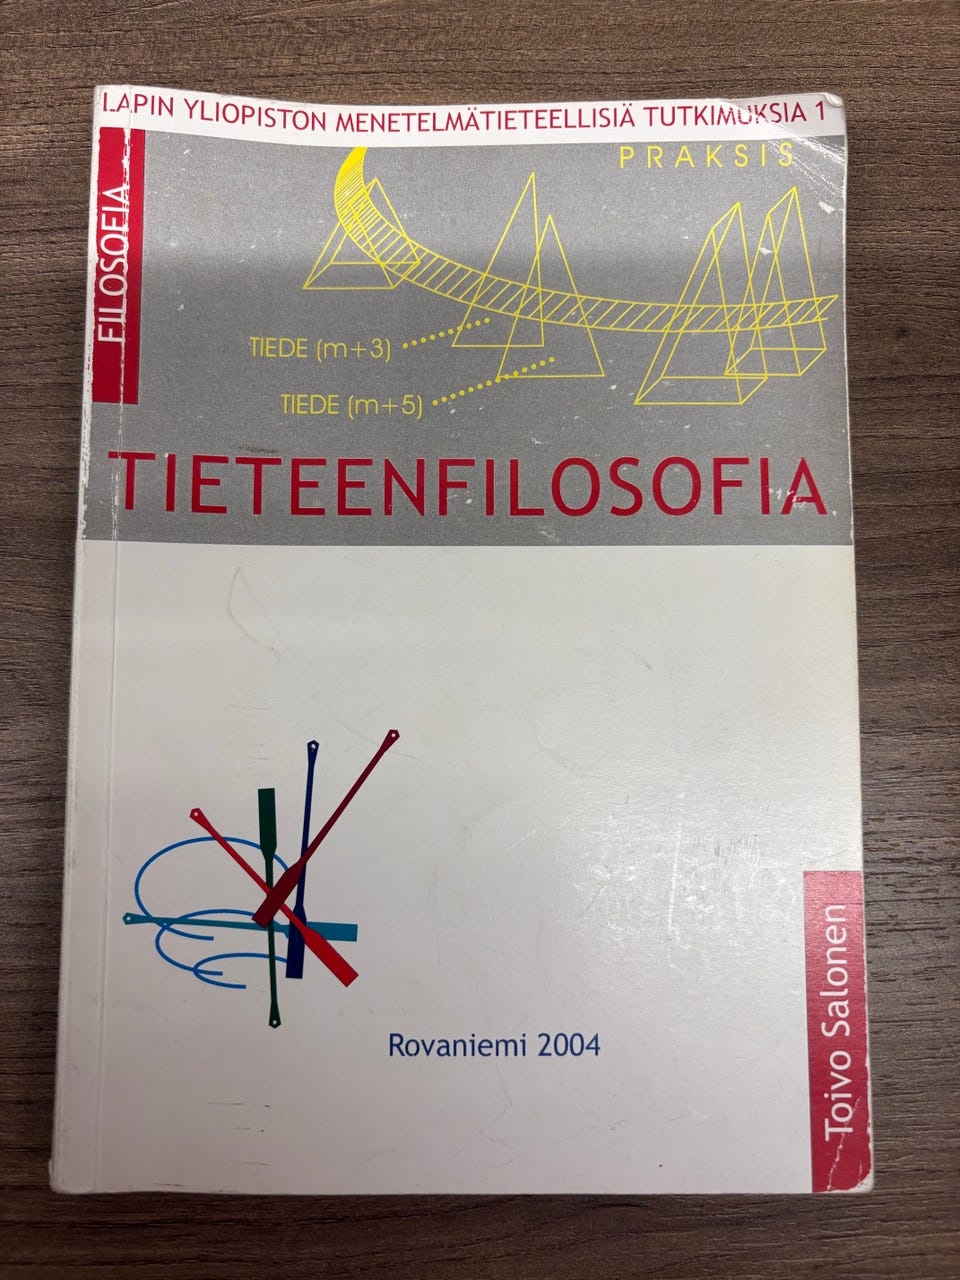 LAPIN YLIOPISTON MENETELMÄTIETEELLISIÄ TUTKIMUKSIA 1
PRAKSIS
FILOSOFIA
TIEDE (m+3)
TIEDE (m+5)
TIETEENFILOSOFIA
Rovaniemi 2004
Toivo Salonen